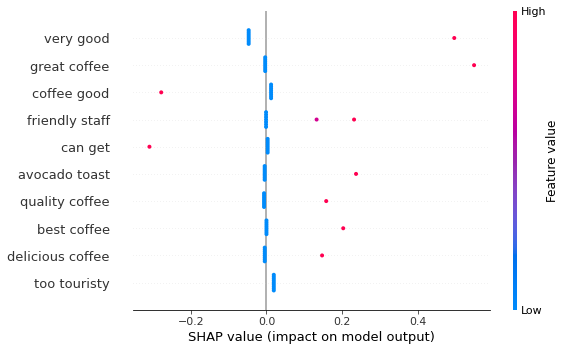 High
very good
great coffee
coffee good
friendly staff
can get
avocado toast
quality coffee
best coffee
delicious coffee
too touristy
Feature value
Low
−0.2 0.0 0.2 0.4
SHAP value (impact on model output)